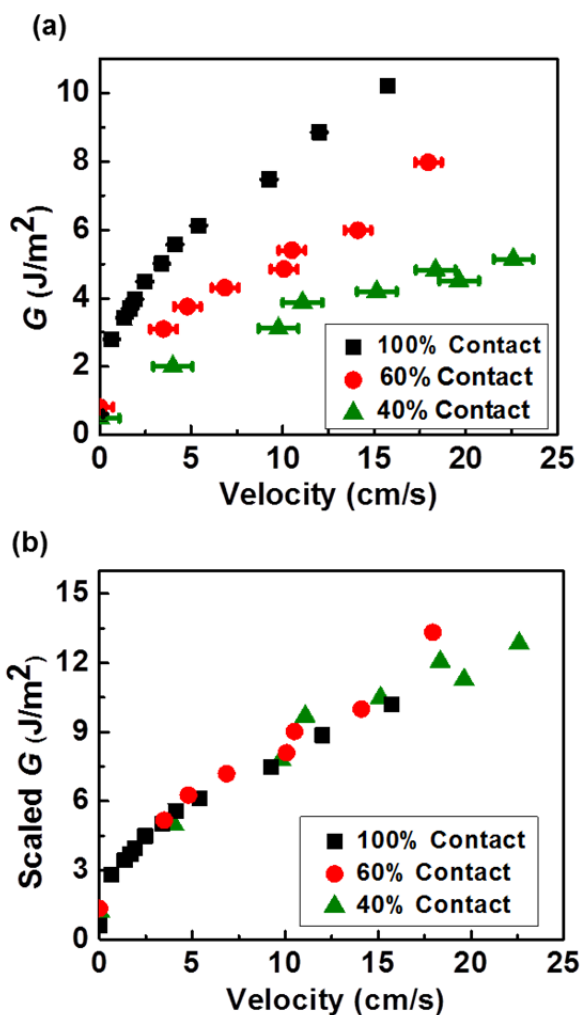 (a)
10
8
6
4
2
0
G (J/m²)
100% Contact
60% Contact
40% Contact
0 5 10 15 20 25
Velocity (cm/s)
(b)
15
12
9
6
3
0
Scaled G (J/m²)
100% Contact
60% Contact
40% Contact
0 5 10 15 20 25
Velocity (cm/s)